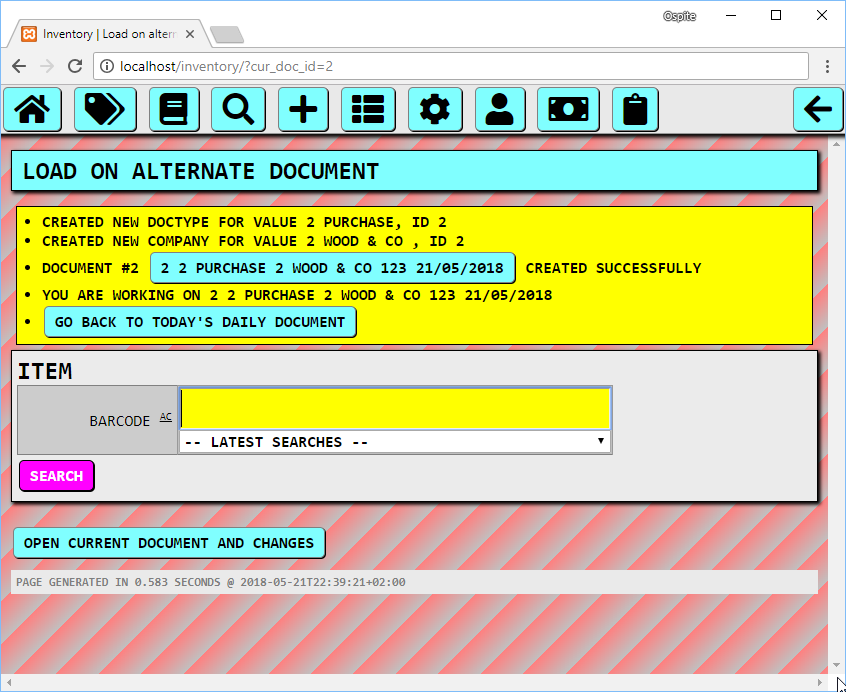 Ospite
Inventory | Load on altern
localhost/inventory/?cur_doc_id=2
LOAD ON ALTERNATE DOCUMENT
• CREATED NEW DOCTYPE FOR VALUE 2 PURCHASE, ID 2
• CREATED NEW COMPANY FOR VALUE 2 WOOD & CO , ID 2
• DOCUMENT #2 2 2 PURCHASE 2 WOOD & CO 123 21/05/2018 CREATED SUCCESSFULLY
• YOU ARE WORKING ON 2 2 PURCHASE 2 WOOD & CO 123 21/05/2018
• GO BACK TO TODAY'S DAILY DOCUMENT
ITEM
BARCODE AC
-- LATEST SEARCHES --
SEARCH
OPEN CURRENT DOCUMENT AND CHANGES
PAGE GENERATED IN 0.583 SECONDS @ 2018-05-21T22:39:21+02:00